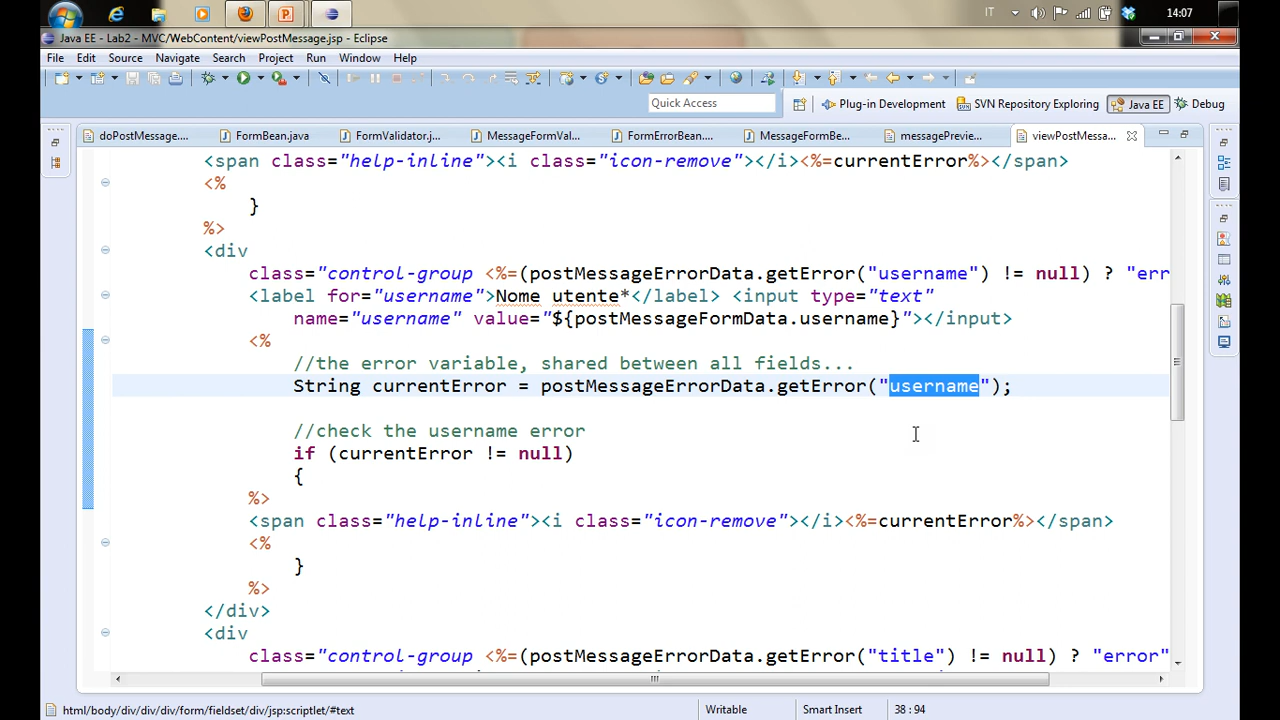 IT
14:07
Java EE - Lab2 - MVC/WebContent/viewPostMessage.jsp - Eclipse
File Edit Source Navigate Search Project Run Window Help
Quick Access
Plug-in Development
SVN Repository Exploring
Java EE
Debug
doPostMessage....
FormBean.java
FormValidator.j...
MessageFormVal...
FormErrorBean....
MessageFormBe...
messagePrevie...
viewPostMessa...
<span class="help-inline"><i class="icon-remove"></i><%=currentError%></span>
<%
}
%>
<div
class="control-group <%=(postMessageErrorData.getError("username") != null) ? "err
<label for="username">Nome utente*</label> <input type="text"
name="username" value="${postMessageFormData.username}"></input>
<%
//the error variable, shared between all fields...
String currentError = postMessageErrorData.getError("username");
//check the username error
if (currentError != null)
{
%>
<span class="help-inline"><i class="icon-remove"></i><%=currentError%></span>
<%
}
%>
</div>
<div
class="control-group <%=(postMessageErrorData.getError("title") != null) ? "error"
html/body/div/div/div/form/fieldset/div/jsp:scriptlet/#text
Writable
Smart Insert
38 : 94